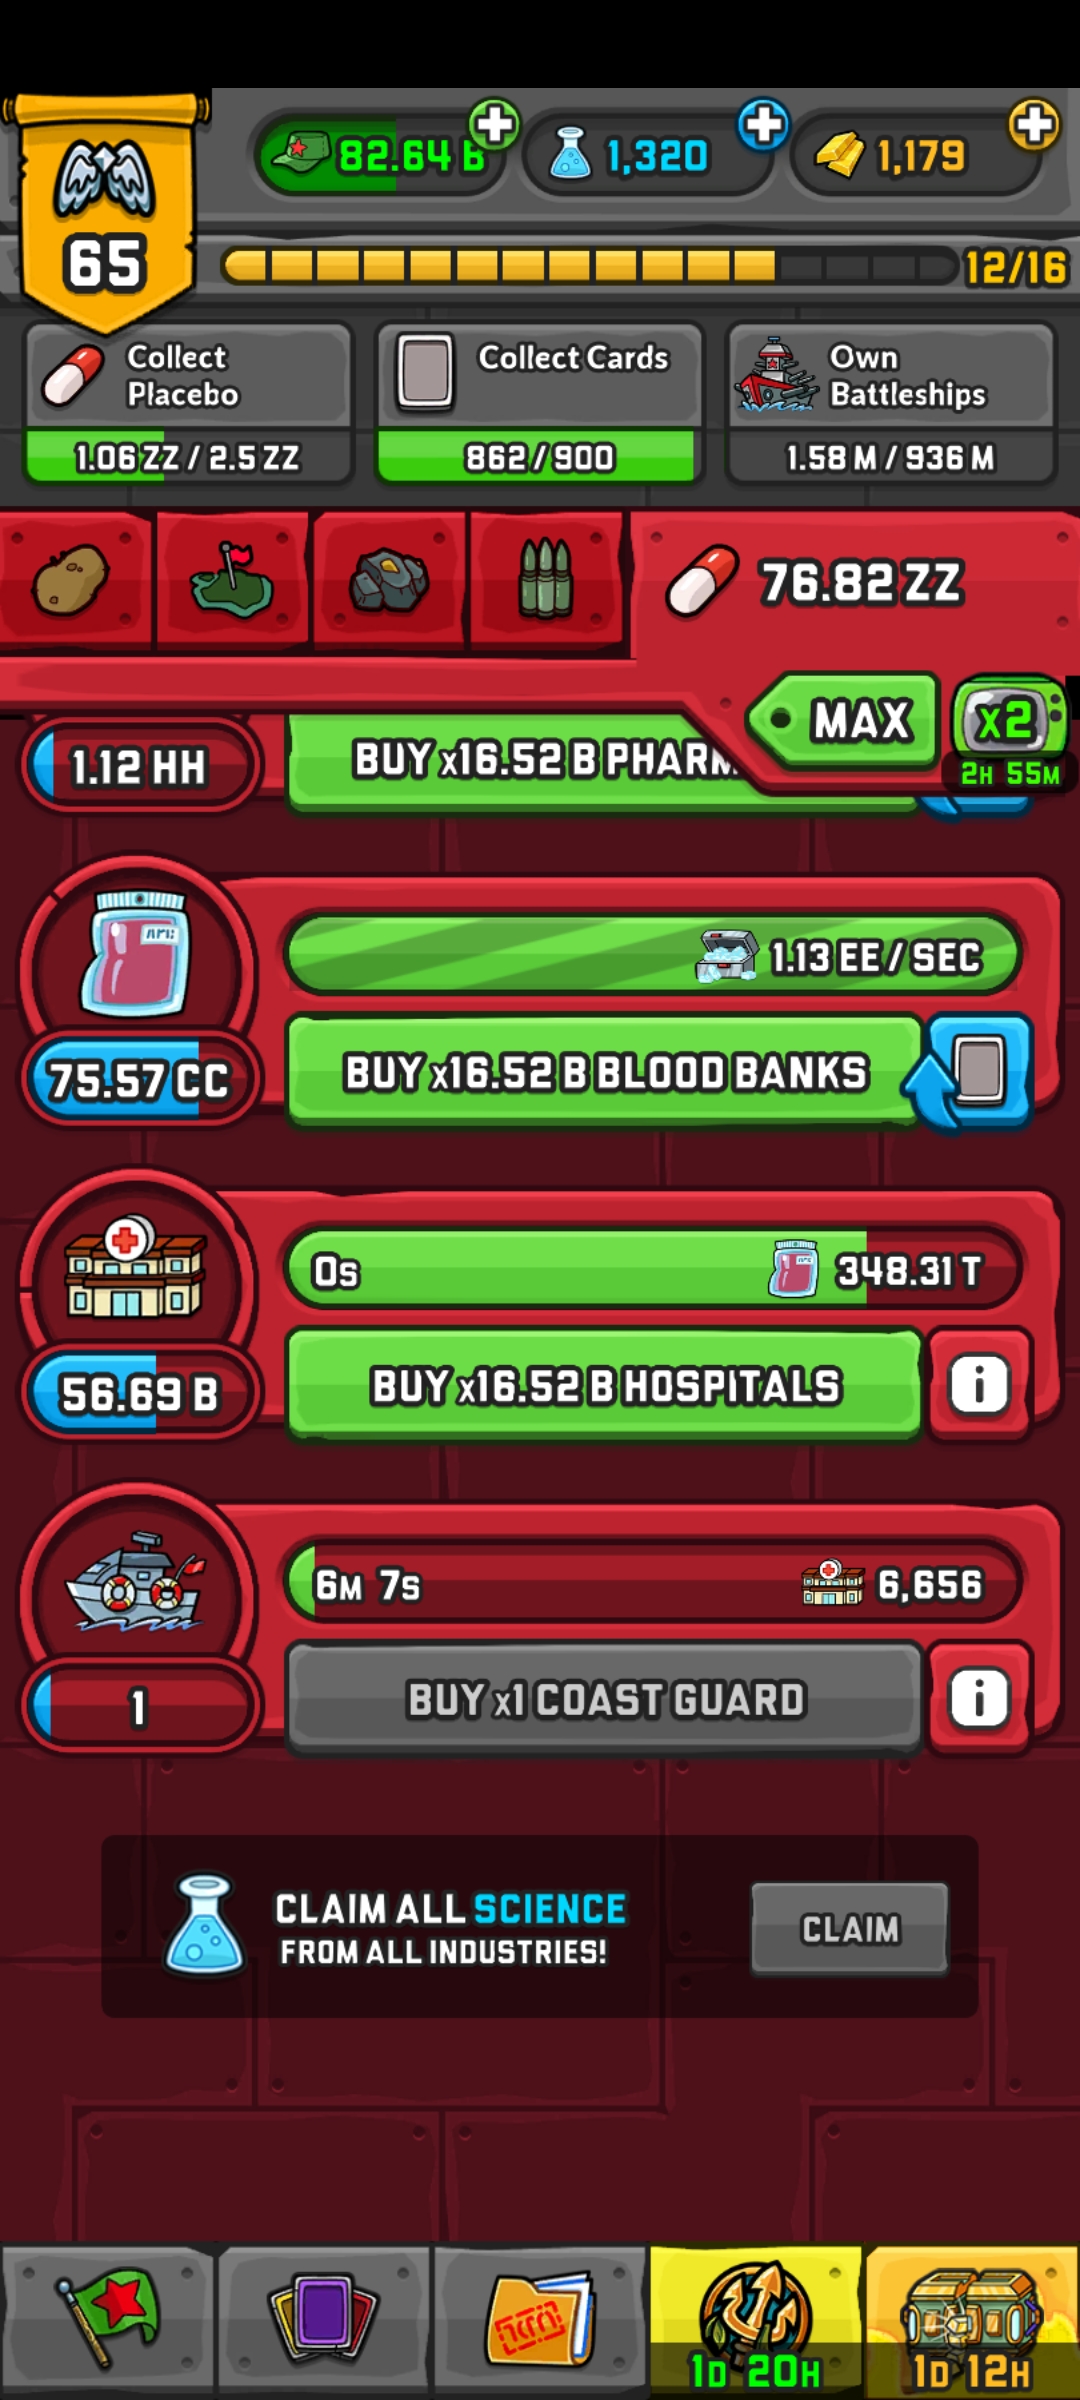 82.64 B
1,320
1,179
65
12/16
Collect
Placebo
1.06 ZZ / 2.5 ZZ
Collect Cards
862/900
Own
Battleships
1.58 M / 936 M
76.82 ZZ
MAX
x2
2H 55M
1.12 HH
BUY x16.52 B PHARM
1.13 EE / SEC
75.57 CC
BUY x16.52 B BLOOD BANKS
0s
348.31 T
56.69 B
BUY x16.52 B HOSPITALS
i
6M 7s
6,656
1
BUY x1 COAST GUARD
i
CLAIM ALL SCIENCE
FROM ALL INDUSTRIES!
CLAIM
1D 20H
1D 12H